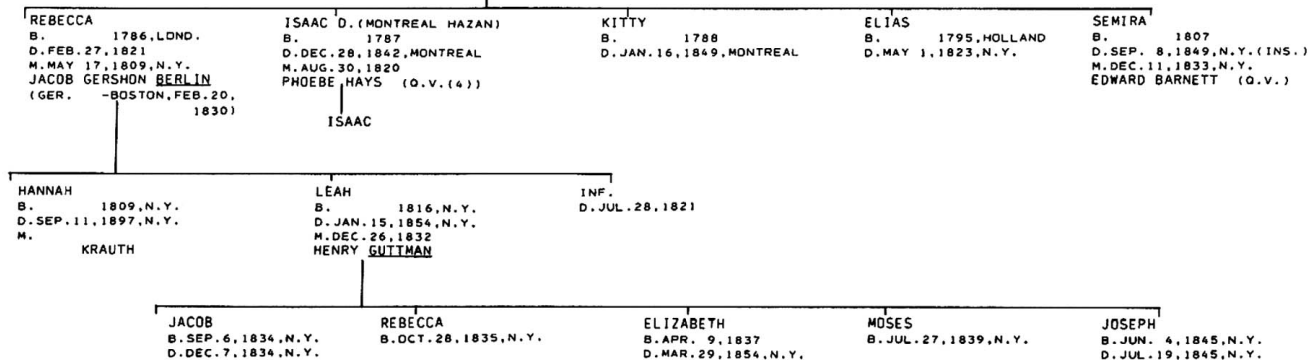 REBECCA
B. 1786,LOND.
D.FEB.27,1821
M.MAY 17,1809,N.Y.
JACOB GERSHON BERLIN
(GER. -BOSTON,FEB.20,
1830)
ISAAC D.(MONTREAL HAZAN)
B. 1787
D.DEC.28,1842,MONTREAL
M.AUG.30,1820
PHOEBE HAYS (Q.V.(4))
ISAAC
KITTY
B. 1788
D.JAN.16,1849,MONTREAL
ELIAS
B. 1795,HOLLAND
D.MAY 1,1823,N.Y.
SEMIRA
B. 1807
D.SEP. 8,1849,N.Y.(INS.)
M.DEC.11,1833,N.Y.
EDWARD BARNETT (Q.V.)
HANNAH
B. 1809,N.Y.
D.SEP.11,1897,N.Y.
M.
KRAUTH
LEAH
B. 1816,N.Y.
D.JAN.15,1854,N.Y.
M.DEC.26,1832
HENRY GUTTMAN
INF.
D.JUL.28,1821
JACOB
B.SEP.6,1834,N.Y.
D.DEC.7,1834,N.Y.
REBECCA
B.OCT.28,1835,N.Y.
ELIZABETH
B.APR. 9,1837
D.MAR.29,1854,N.Y.
MOSES
B.JUL.27,1839,N.Y.
JOSEPH
B.JUN. 4,1845,N.Y.
D.JUL.19,1845,N.Y.